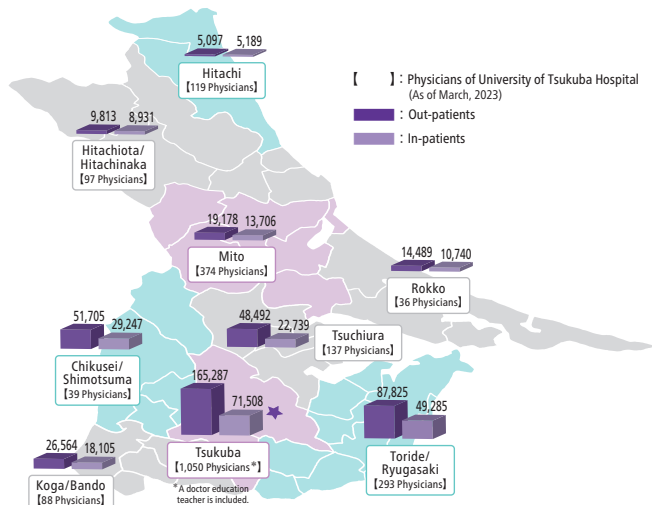 5,097 5,189
Hitachi
【119 Physicians】
【 】: Physicians of University of Tsukuba Hospital
(As of March, 2023)
: Out-patients
: In-patients
9,813 8,931
Hitachiota/
Hitachinaka
【97 Physicians】
19,178 13,706
Mito
【374 Physicians】
14,489 10,740
Rokko
【36 Physicians】
51,705 29,247
Chikusei/
Shimotsuma
【39 Physicians】
48,492 22,739
Tsuchiura
【137 Physicians】
165,287 71,508
Tsukuba
【1,050 Physicians*】
*A doctor education
teacher is included.
87,825 49,285
Toride/
Ryugasaki
【293 Physicians】
26,564 18,105
Koga/Bando
【88 Physicians】